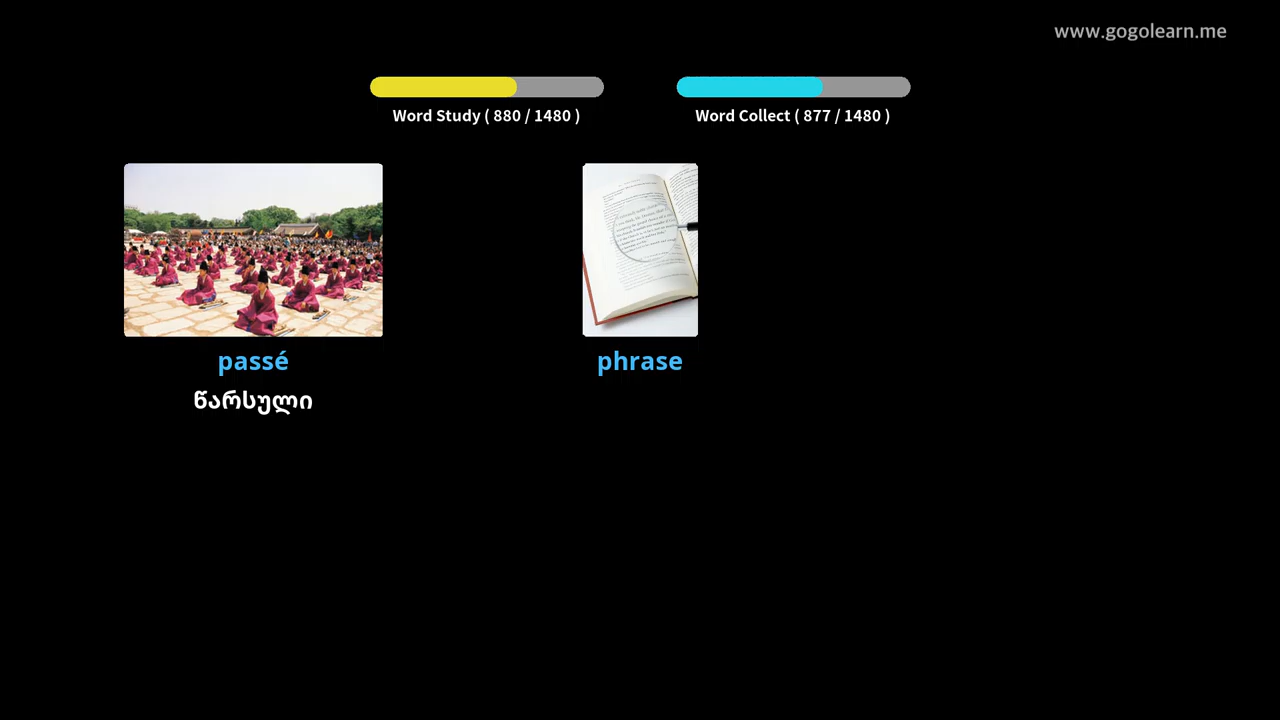 www.gogolearn.me
Word Study ( 880 / 1480 )
Word Collect ( 877 / 1480 )
passé
phrase
წარსული